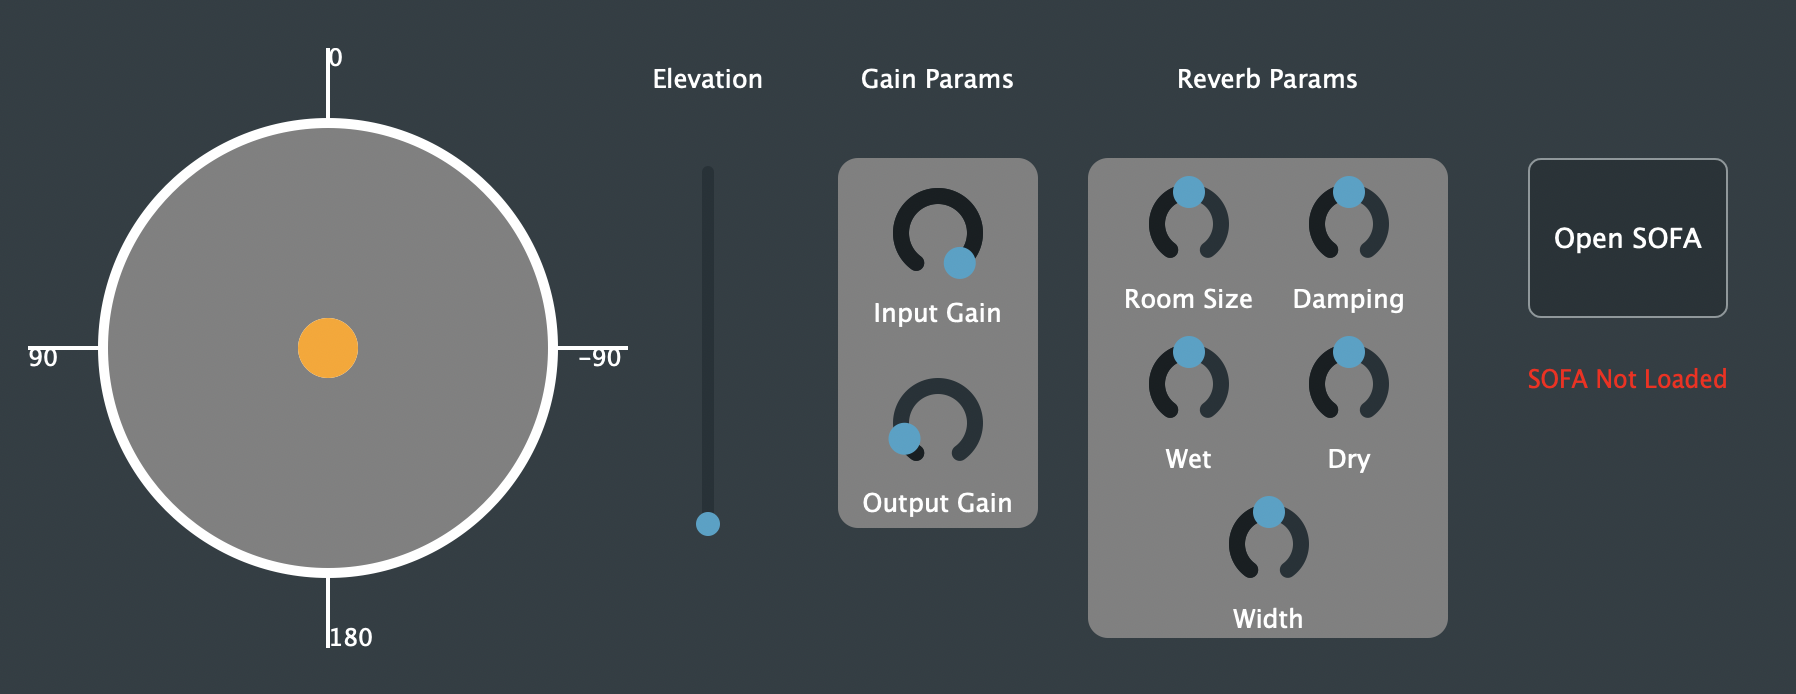 0
90
-90
180
Elevation
Gain Params
Input Gain
Output Gain
Reverb Params
Room Size
Damping
Wet
Dry
Width
Open SOFA
SOFA Not Loaded